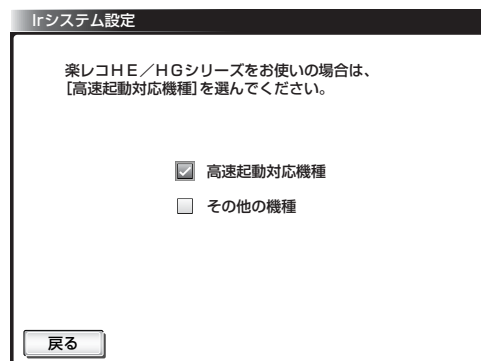 Irシステム設定
楽レコHE／HGシリーズをお使いの場合は、
[高速起動対応機種]を選んでください。
高速起動対応機種
その他の機種
戻る